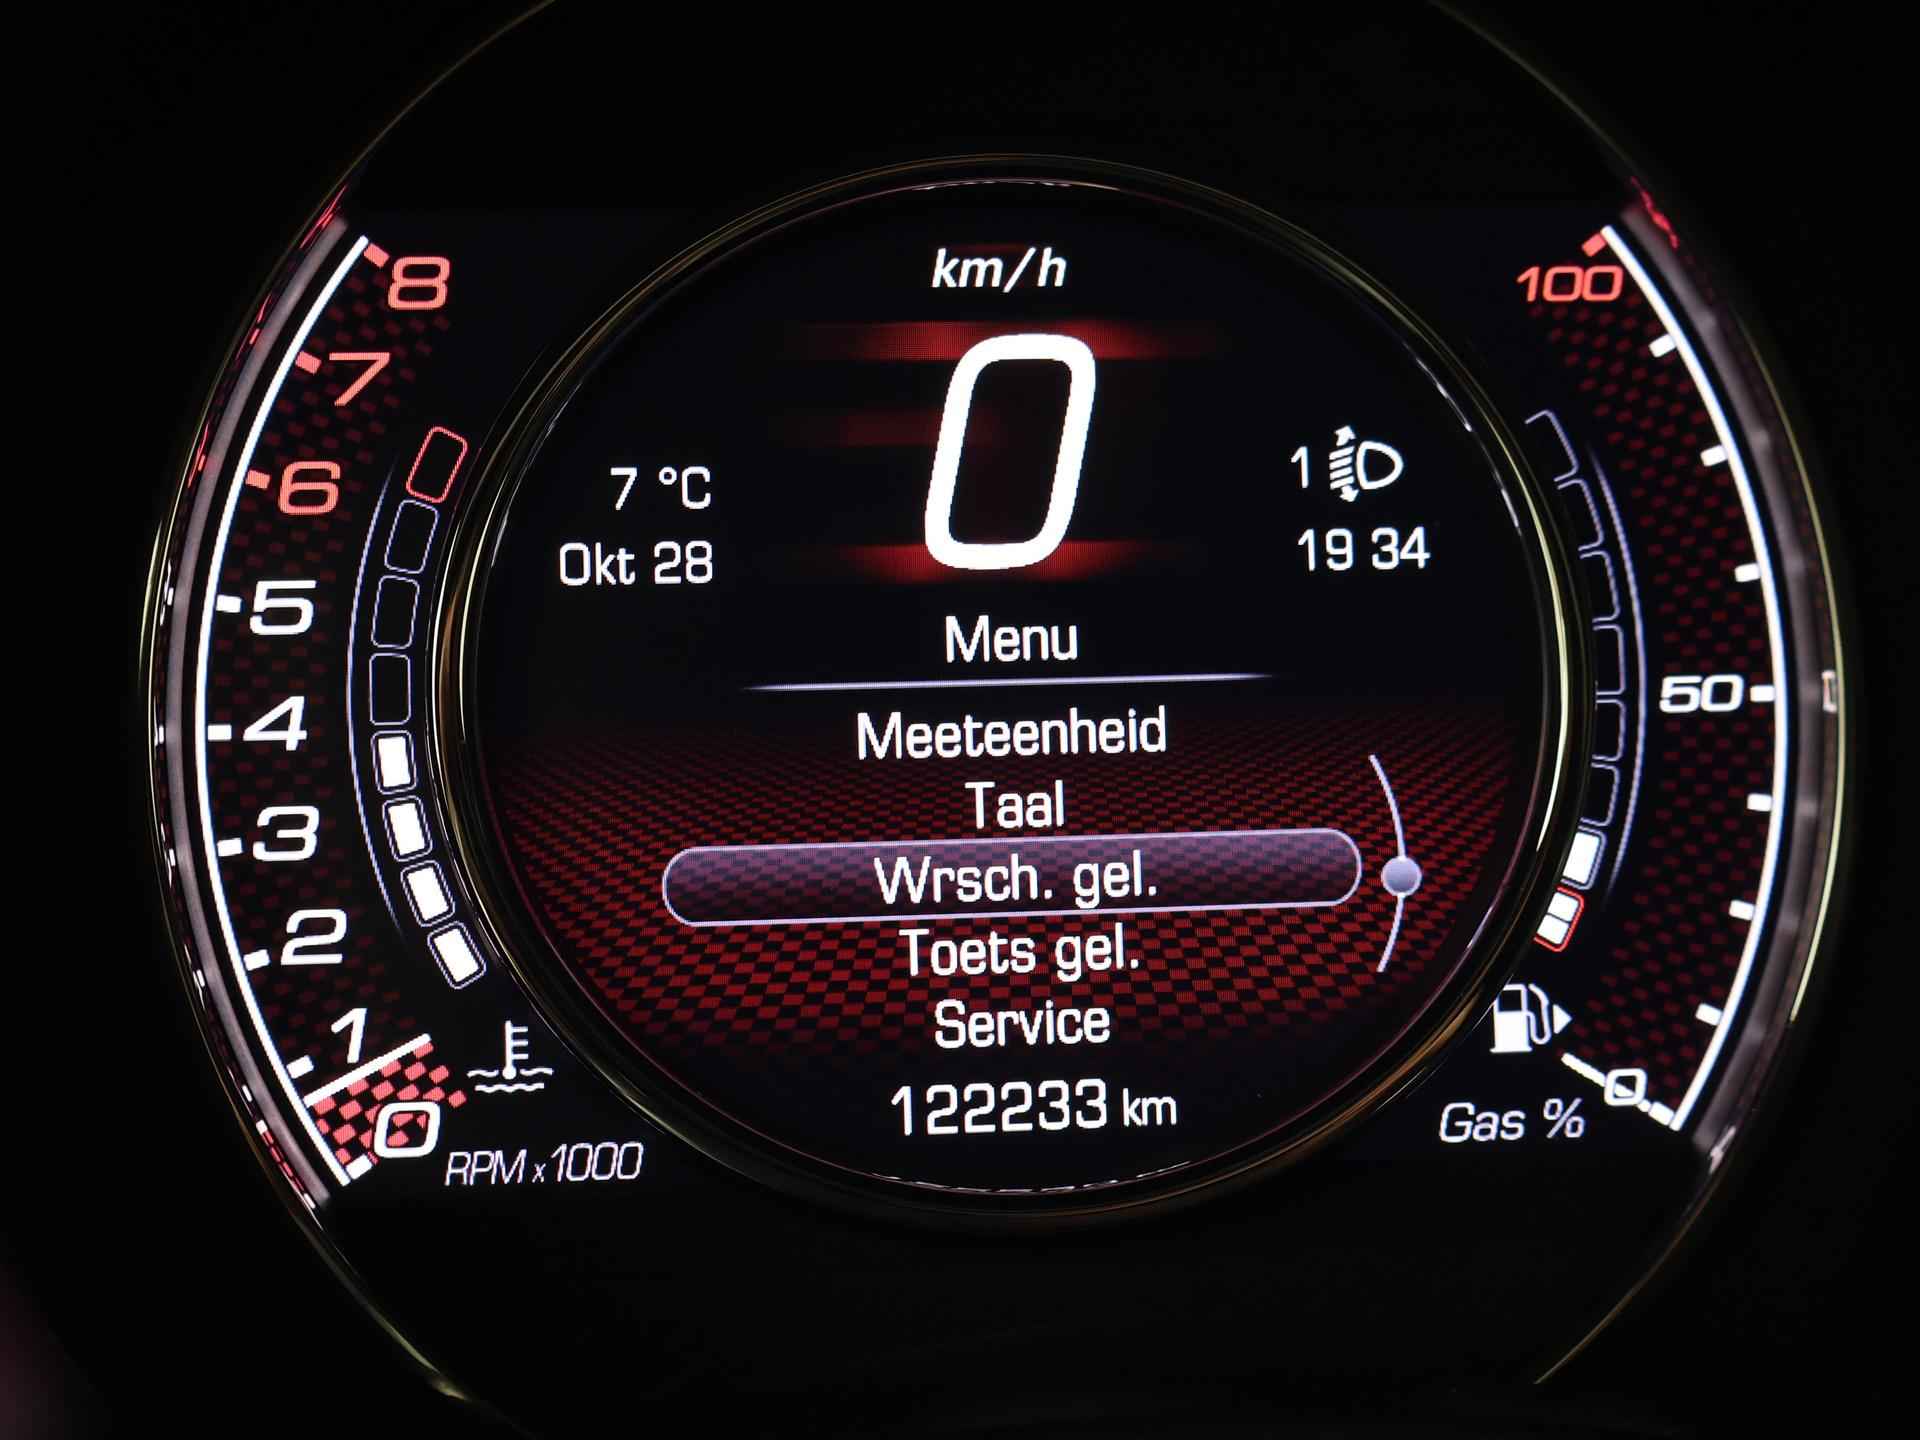 km/h
0
7 °C
Okt 28
1
19 34
Menu
Meeteenheid
Taal
Wrsch. gel.
Toets gel.
Service
122233 km
8
7
6
5
4
3
2
1
0
RPM x1000
100
50
0
Gas %